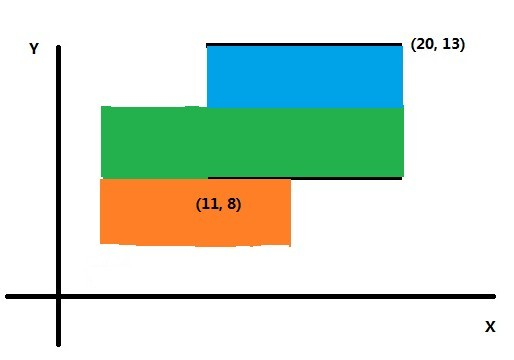 Y
(20, 13)
(11, 8)
X